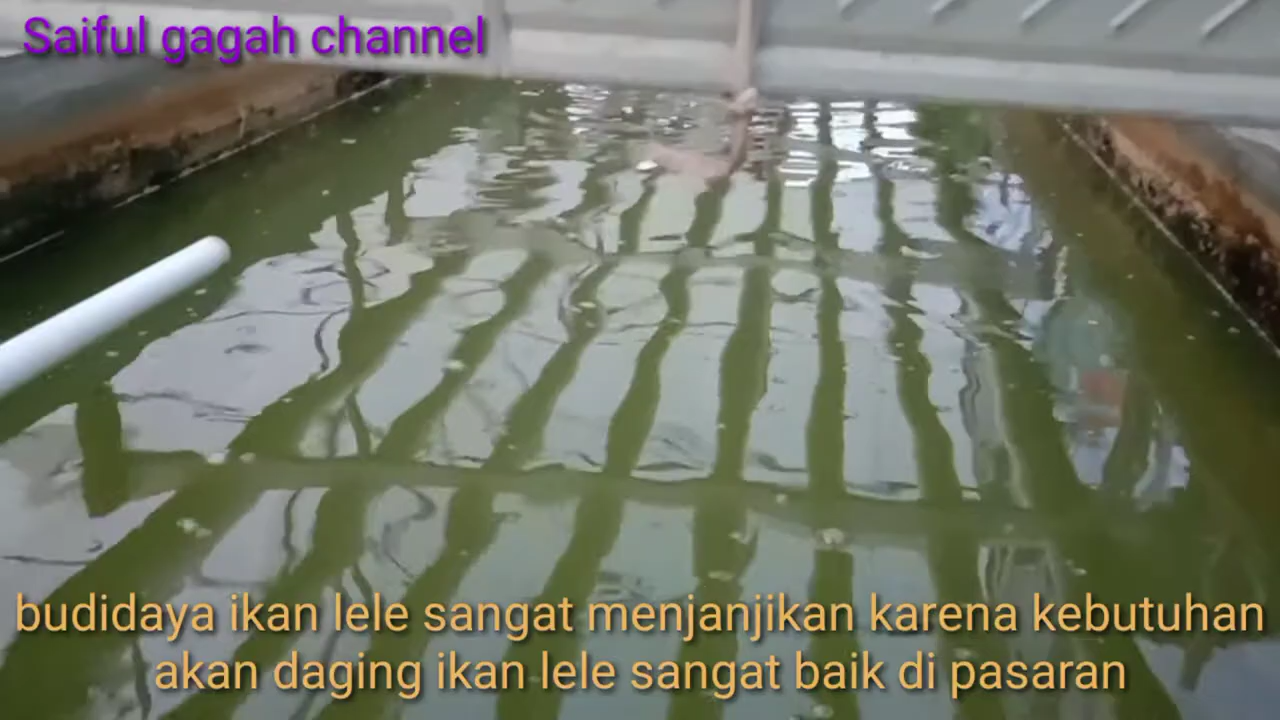 Saiful gagah channel
budidaya ikan lele sangat menjanjikan karena kebutuhan
akan daging ikan lele sangat baik di pasaran